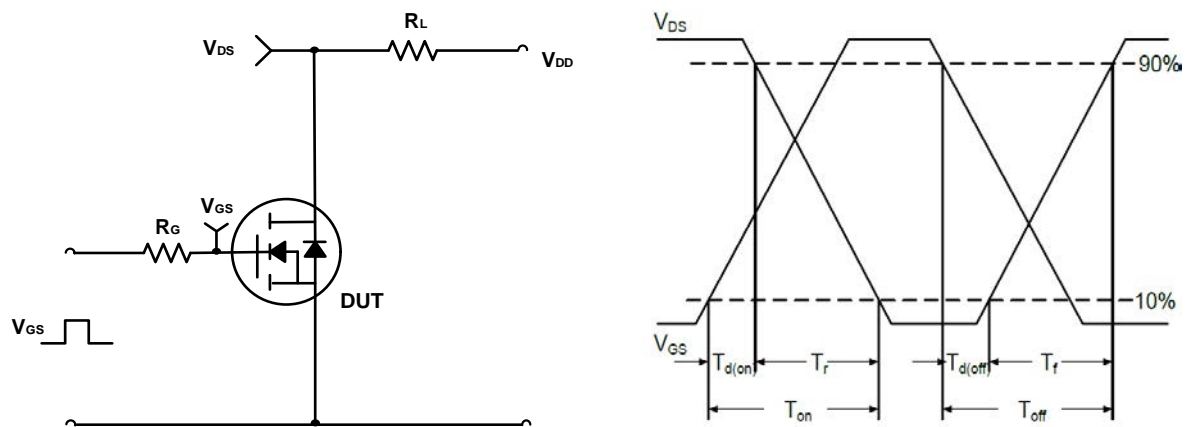 RL
VDS
VDD
VGS
RG
DUT
VGS
VDS
90%
10%
VGS
Td(on)
Tr
Td(off)
Tf
Ton
Toff